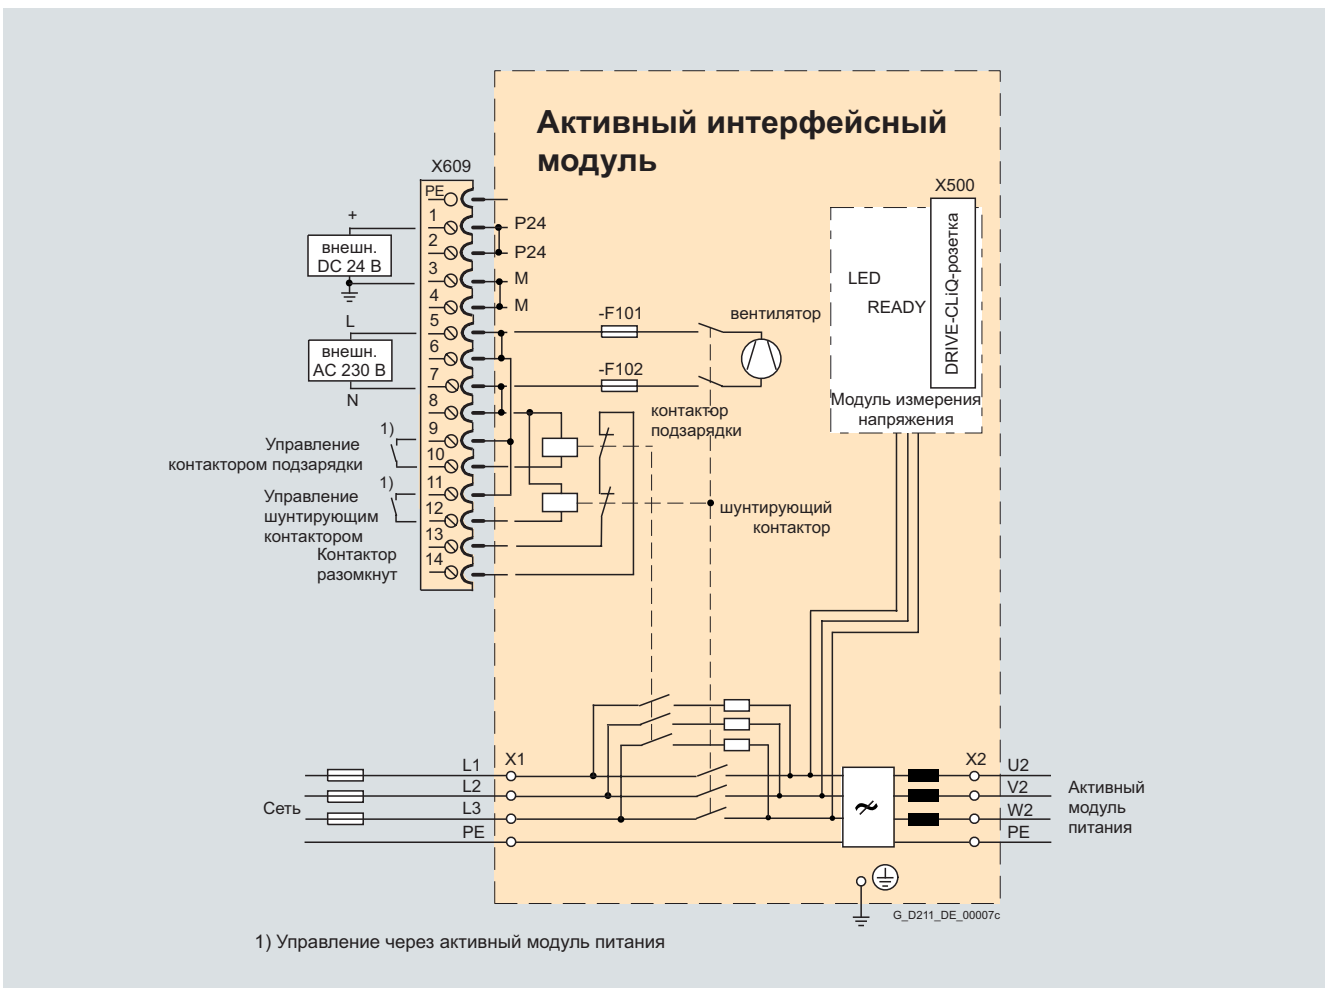 Активный интерфейсный
модуль
X609
X500
PE
1
2
3
4
5
6
7
8
9
10
11
12
13
14
+
внешн.
DC 24 В
L
внешн.
AC 230 В
N
1)
Управление
контактором подзарядки
1)
Управление
шунтирующим
контактором
Контактор
разомкнут
P24
P24
M
M
-F101
-F102
вентилятор
контактор
подзарядки
шунтирующий
контактор
LED
READY
DRIVE-CLiQ-розетка
Модуль измерения
напряжения
Сеть
L1
L2
L3
PE
X1
X2
U2
V2
W2
PE
Активный
модуль
питания
G_D211_DE_00007c
1) Управление через активный модуль питания